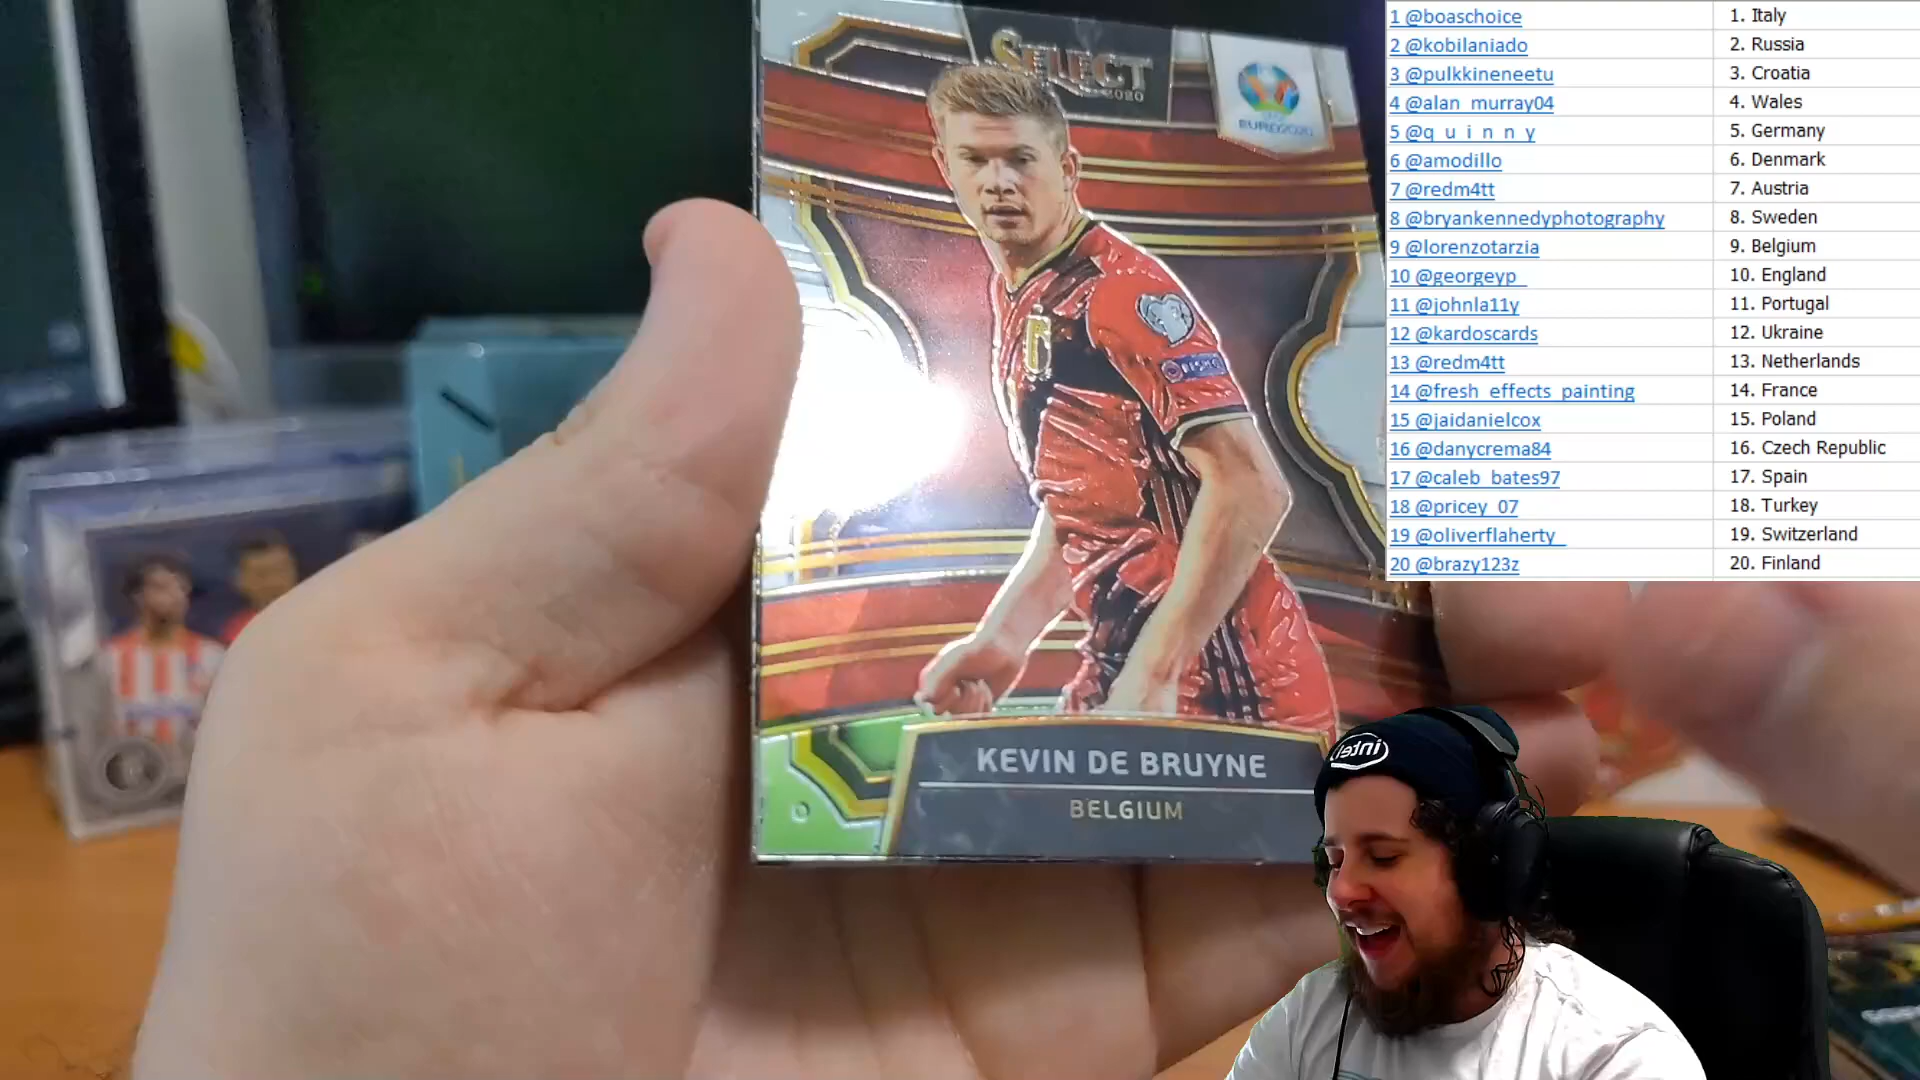 SELECT
2020
EURO2020
RESPECT
KEVIN DE BRUYNE
BELGIUM
1 @boaschoice 1. Italy
2 @kobilaniado 2. Russia
3 @pulkkineneetu 3. Croatia
4 @alan_murray04 4. Wales
5 @q_u_i_n_n_y 5. Germany
6 @amodillo 6. Denmark
7 @redm4tt 7. Austria
8 @bryankennedyphotography 8. Sweden
9 @lorenzotarzia 9. Belgium
10 @georgeyp_ 10. England
11 @johnla11y 11. Portugal
12 @kardoscards 12. Ukraine
13 @redm4tt 13. Netherlands
14 @fresh_effects_painting 14. France
15 @jaidanielcox 15. Poland
16 @danycrema84 16. Czech Republic
17 @caleb_bates97 17. Spain
18 @pricey_07 18. Turkey
19 @oliverflaherty_ 19. Switzerland
20 @brazy123z 20. Finland
intel